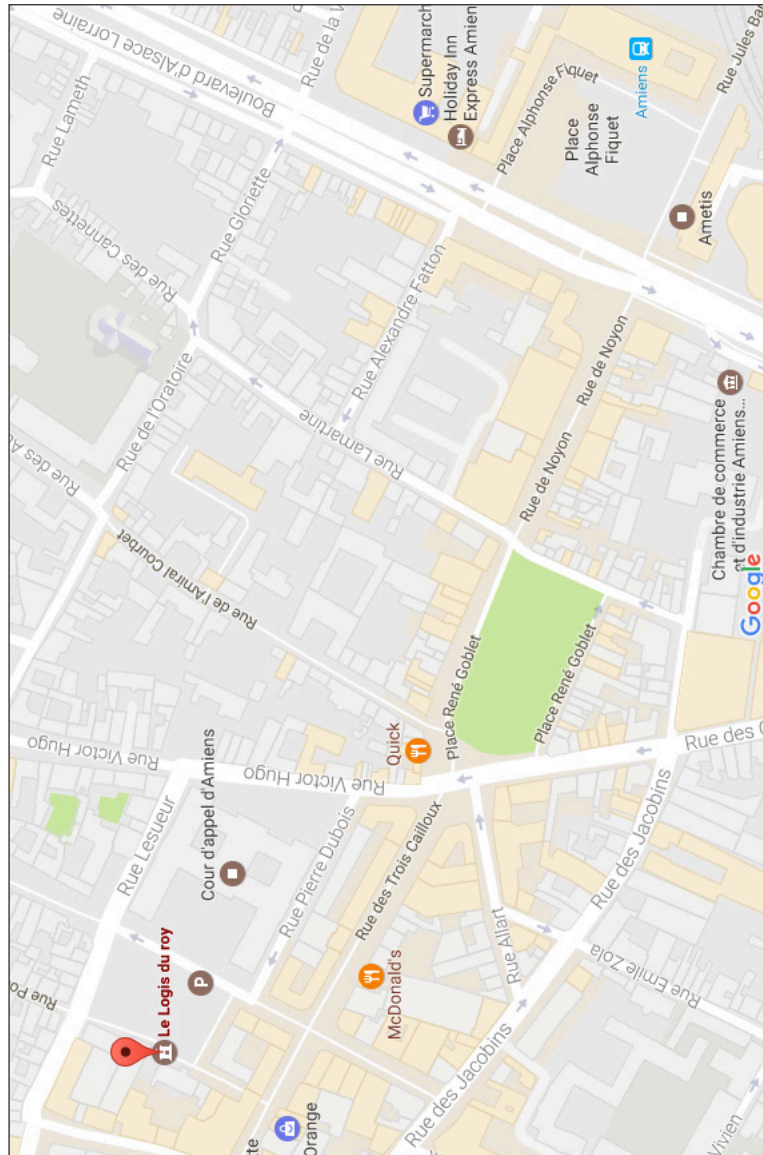 Boulevard d'Alsace Lorraine
Rue de la V
Rue Lameth
Rue des Cannettes
Rue Gloriette
Supermarch
Holiday Inn
Express Amien
Place Alphonse Fiquet
Place
Alphonse
Fiquet
Amiens
Rue Jules Bar
Ametis
Rue Alexandre Fatton
Rue de l'Oratoire
Rue des Au
Rue Lamartine
Rue de l'Amiral Courbet
Rue de Noyon
Rue de Noyon
Chambre de commerce
et d'industrie Amiens...
Google
Place René Goblet
Place René Goblet
Quick
Rue Victor Hugo
Rue Victor Hugo
Rue des
Rue Lesueur
Cour d'appel d'Amiens
Rue Pierre Dubois
Rue des Trois Cailloux
Rue des Jacobins
Rue Allart
P
Le Logis du roy
McDonald's
Rue Emile Zola
Rue des Jacobins
Orange
Vivien